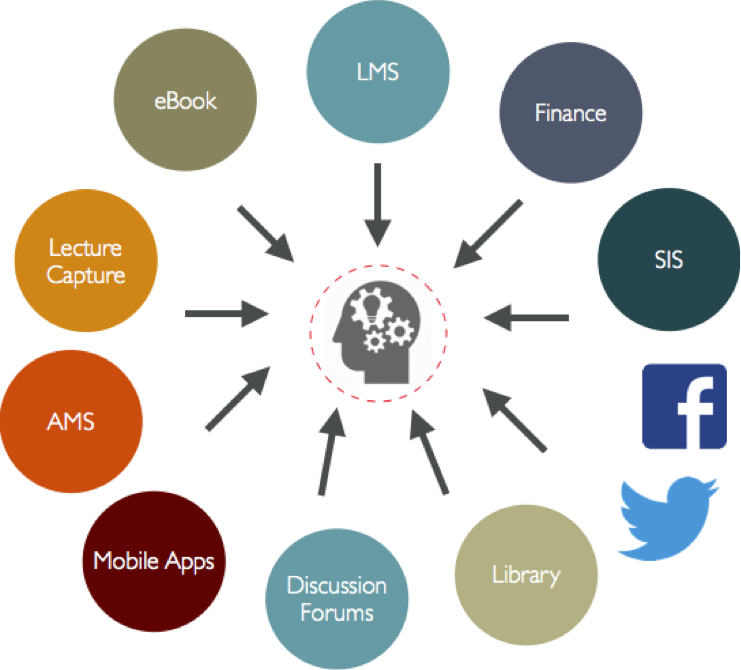 LMS
eBook
Finance
Lecture
Capture
SIS
AMS
Mobile Apps
Discussion
Forums
Library